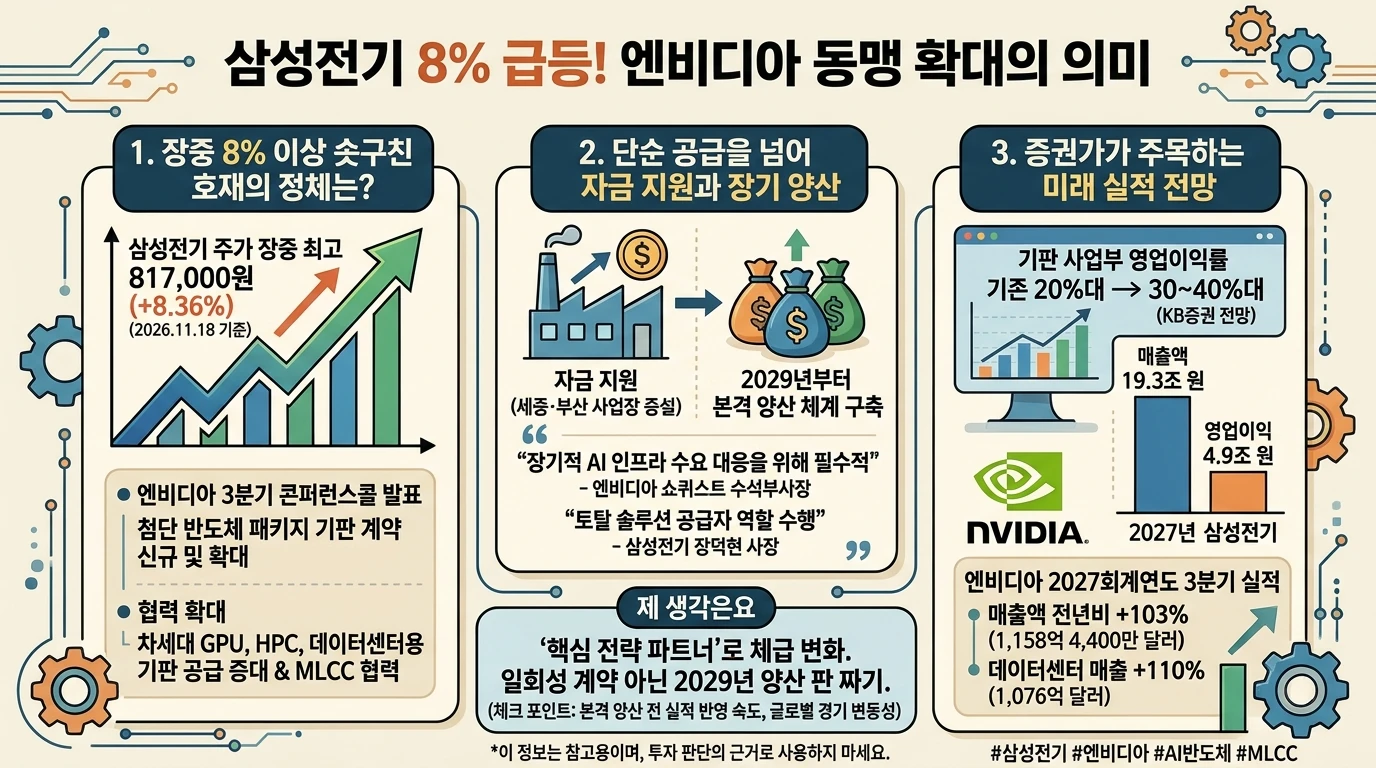 삼성전기 8% 급등! 엔비디아 동맹 확대의 의미
1. 장중 8% 이상 솟구친
호재의 정체는?
삼성전기 주가 장중 최고
817,000원
(+8.36%)
(2026.11.18 기준)
엔비디아 3분기 콘퍼런스콜 발표
첨단 반도체 패키지 기판 계약
신규 및 확대
협력 확대
차세대 GPU, HPC, 데이터센터용
기판 공급 증대 & MLCC 협력
2. 단순 공급을 넘어
자금 지원과 장기 양산
자금 지원
(세종·부산 사업장 증설)
2029년부터
본격 양산 체계 구축
“장기적 AI 인프라 수요 대응을 위해 필수적”
– 엔비디아 쇼퀴스트 수석부사장
“토탈 솔루션 공급자 역할 수행”
– 삼성전기 장덕현 사장
제 생각은요
‘핵심 전략 파트너’로 체급 변화.
일회성 계약 아닌 2029년 양산 판 짜기.
(체크 포인트: 본격 양산 전 실적 반영 속도, 글로벌 경기 변동성)
*이 정보는 참고용이며, 투자 판단의 근거로 사용하지 마세요.
3. 증권가가 주목하는
미래 실적 전망
기판 사업부 영업이익률
기존 20%대 → 30~40%대
(KB증권 전망)
매출액
19.3조 원
영업이익
4.9조 원
2027년 삼성전기
NVIDIA.
엔비디아 2027회계연도 3분기 실적
매출액 전년비 +103%
(1,158억 4,400만 달러)
데이터센터 매출 +110%
(1,076억 달러)
#삼성전기 #엔비디아 #AI반도체 #MLCC